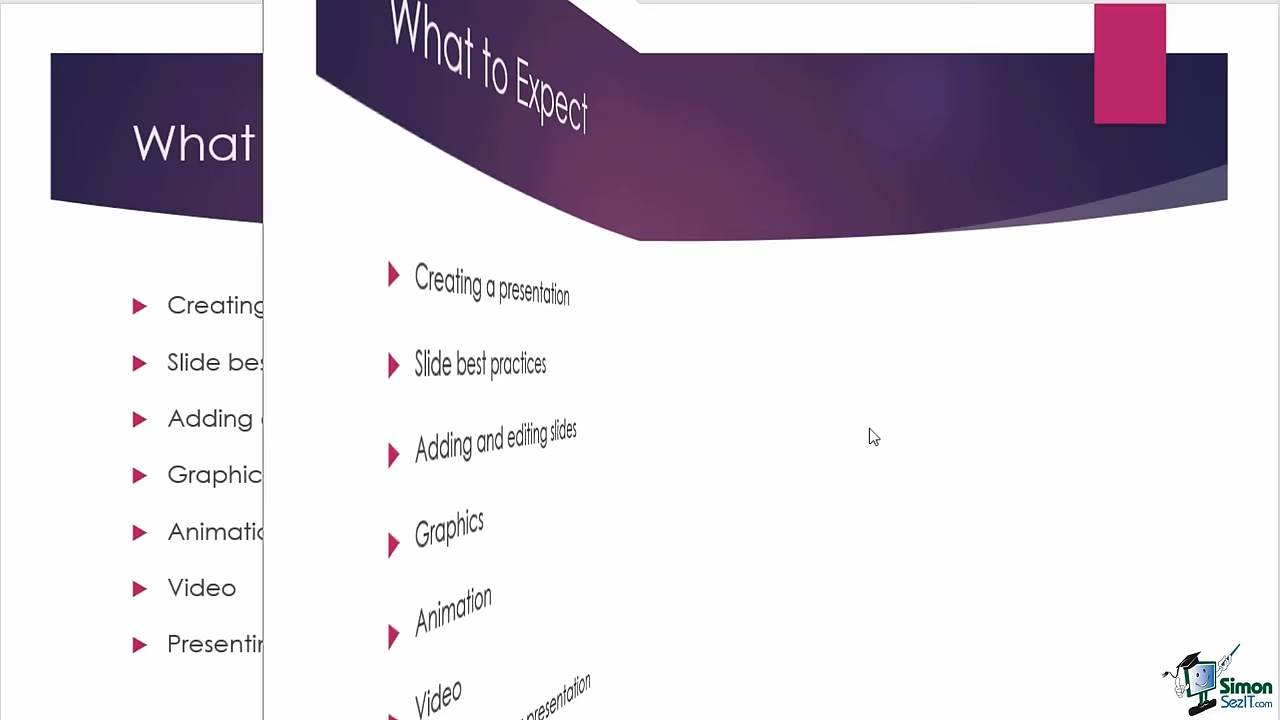 What
Creating
Slide bes
Adding
Graphic
Animatio
Video
Presentin
What to Expect
Creating a presentation
Slide best practices
Adding and editing slides
Graphics
Animation
Video
presentation
Simon
SezIT.com